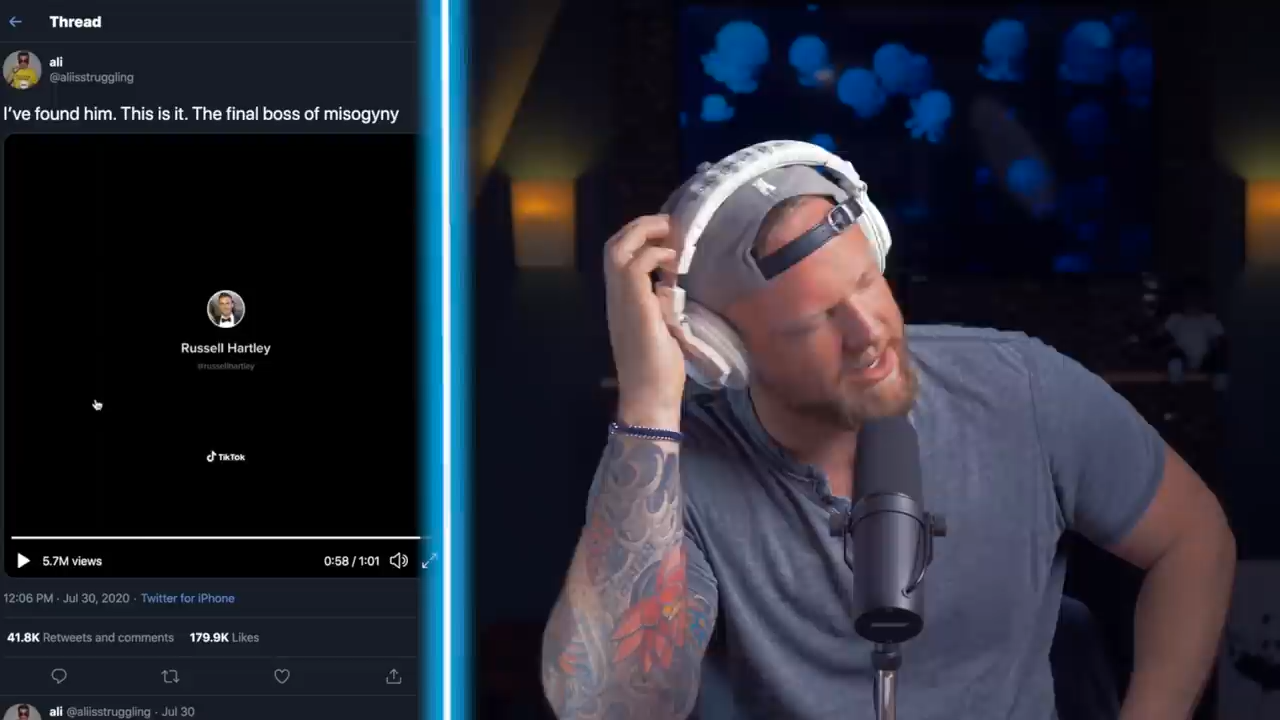 Thread
ali
@aliisstruggling
I've found him. This is it. The final boss of misogyny
Russell Hartley
@russellhartley
TikTok
5.7M views
0:58 / 1:01
12:06 PM · Jul 30, 2020 · Twitter for iPhone
41.8K Retweets and comments 179.9K Likes
ali @aliisstruggling · Jul 30